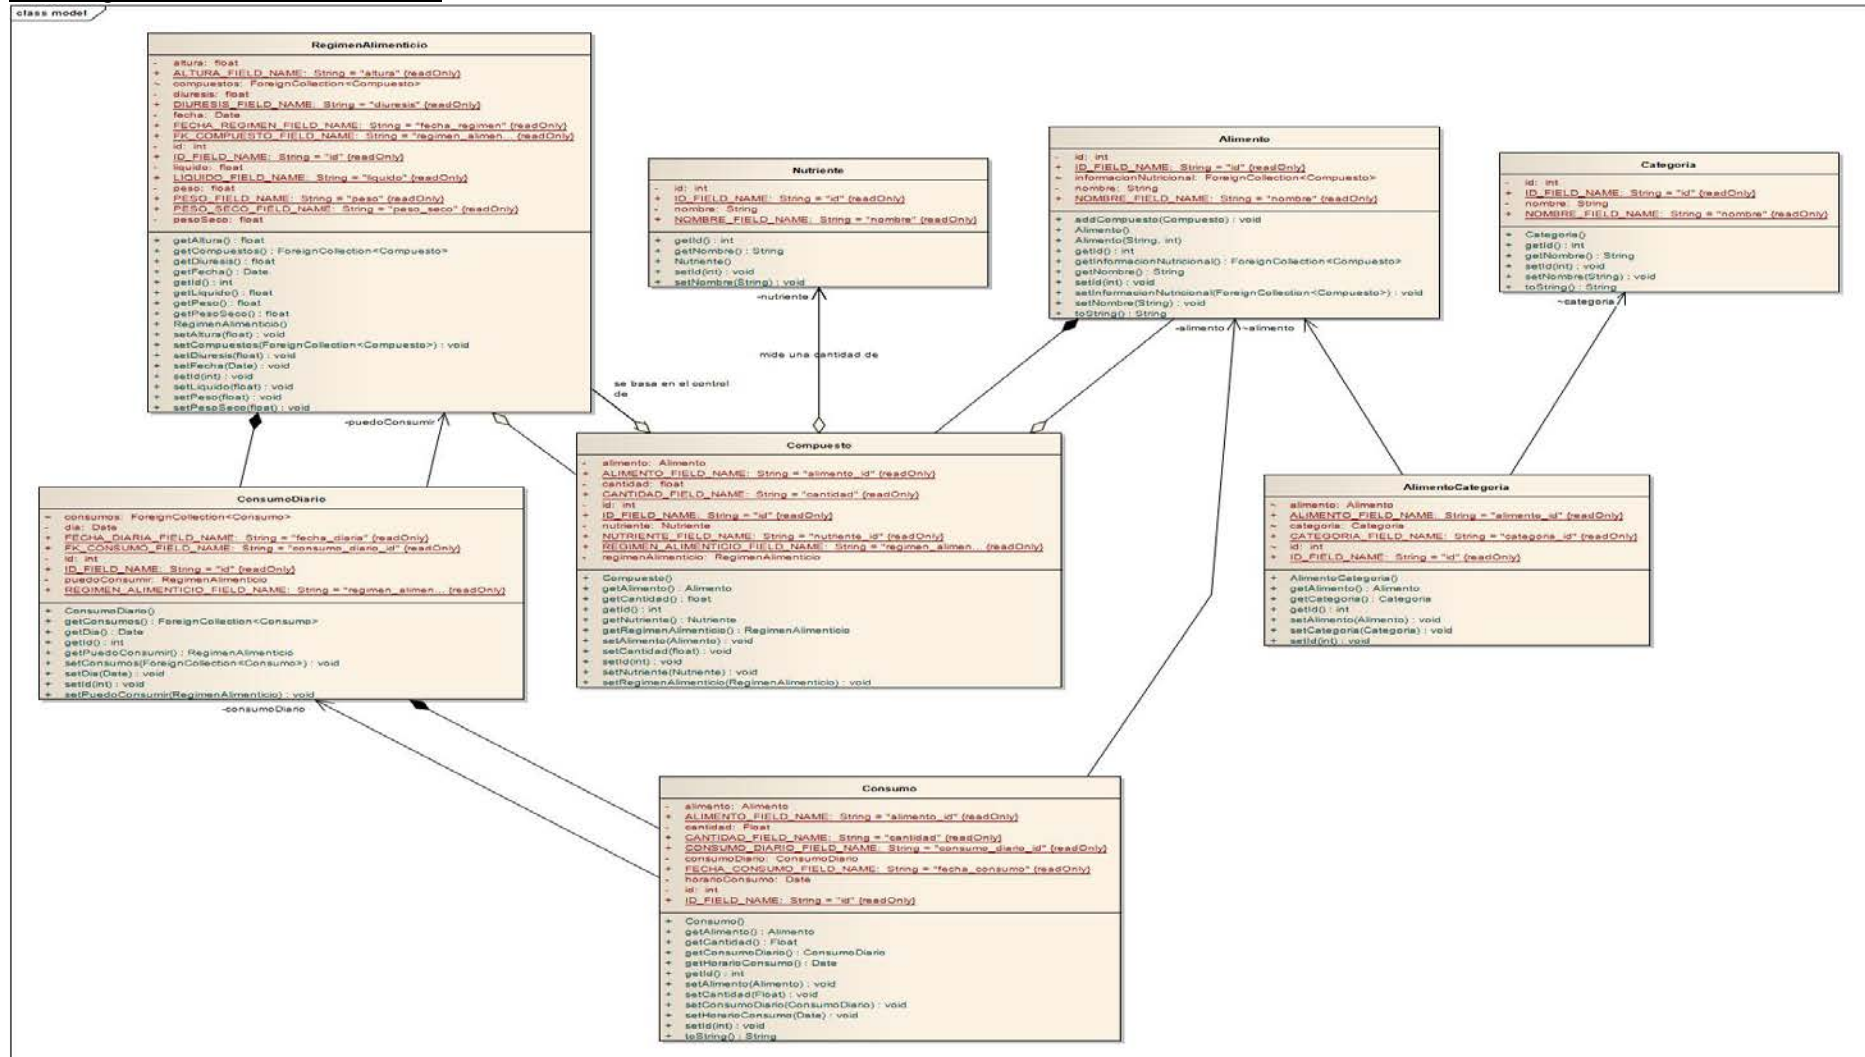 class model
RegimenAlimenticio
- altura: float
+ ALTURA_FIELD_NAME: String = "altura" {readOnly}
~ compuestos: ForeignCollection<Compuesto>
- diuresis: float
+ DIURESIS_FIELD_NAME: String = "diuresis" {readOnly}
- fecha: Date
+ FECHA_REGIMEN_FIELD_NAME: String = "fecha_regimen" {readOnly}
+ FK_COMPUESTO_FIELD_NAME: String = "regimen_alimen... {readOnly}
- id: int
+ ID_FIELD_NAME: String = "id" {readOnly}
- liquido: float
+ LIQUIDO_FIELD_NAME: String = "liquido" {readOnly}
- peso: float
+ PESO_FIELD_NAME: String = "peso" {readOnly}
+ PESO_SECO_FIELD_NAME: String = "peso_seco" {readOnly}
- pesoSeco: float
+ getAltura() : float
+ getCompuestos() : ForeignCollection<Compuesto>
+ getDiuresis() : float
+ getFecha() : Date
+ getId() : int
+ getLiquido() : float
+ getPeso() : float
+ getPesoSeco() : float
+ RegimenAlimenticio()
+ setAltura(float) : void
+ setCompuestos(ForeignCollection<Compuesto>) : void
+ setDiuresis(float) : void
+ setFecha(Date) : void
+ setId(int) : void
+ setLiquido(float) : void
+ setPeso(float) : void
+ setPesoSeco(float) : void
Nutriente
- id: int
+ ID_FIELD_NAME: String = "id" {readOnly}
- nombre: String
+ NOMBRE_FIELD_NAME: String = "nombre" {readOnly}
+ getId() : int
+ getNombre() : String
+ Nutriente()
+ setId(int) : void
+ setNombre(String) : void
Alimento
- id: int
+ ID_FIELD_NAME: String = "id" {readOnly}
~ informacionNutricional: ForeignCollection<Compuesto>
- nombre: String
+ NOMBRE_FIELD_NAME: String = "nombre" {readOnly}
+ addCompuesto(Compuesto) : void
+ Alimento()
+ Alimento(String, int)
+ getId() : int
+ getInformacionNutricional() : ForeignCollection<Compuesto>
+ getNombre() : String
+ setId(int) : void
+ setInformacionNutricional(ForeignCollection<Compuesto>) : void
+ setNombre(String) : void
+ toString() : String
Categoria
- id: int
+ ID_FIELD_NAME: String = "id" {readOnly}
- nombre: String
+ NOMBRE_FIELD_NAME: String = "nombre" {readOnly}
+ Categoria()
+ getId() : int
+ getNombre() : String
+ setId(int) : void
+ setNombre(String) : void
+ toString() : String
-nutriente
~categoria
-alimento
~alimento
mide una cantidad de
se basa en el control
de
-puedoConsumir
Compuesto
- alimento: Alimento
+ ALIMENTO_FIELD_NAME: String = "alimento_id" {readOnly}
- cantidad: float
+ CANTIDAD_FIELD_NAME: String = "cantidad" {readOnly}
- id: int
+ ID_FIELD_NAME: String = "id" {readOnly}
- nutriente: Nutriente
+ NUTRIENTE_FIELD_NAME: String = "nutriente_id" {readOnly}
+ REGIMEN_ALIMENTICIO_FIELD_NAME: String = "regimen_alimen... {readOnly}
- regimenAlimenticio: RegimenAlimenticio
+ Compuesto()
+ getAlimento() : Alimento
+ getCantidad() : float
+ getId() : int
+ getNutriente() : Nutriente
+ getRegimenAlimenticio() : RegimenAlimenticio
+ setAlimento(Alimento) : void
+ setCantidad(float) : void
+ setId(int) : void
+ setNutriente(Nutriente) : void
+ setRegimenAlimenticio(RegimenAlimenticio) : void
AlimentoCategoria
~ alimento: Alimento
+ ALIMENTO_FIELD_NAME: String = "alimento_id" {readOnly}
~ categoria: Categoria
+ CATEGORIA_FIELD_NAME: String = "categoria_id" {readOnly}
~ id: int
+ ID_FIELD_NAME: String = "id" {readOnly}
+ AlimentoCategoria()
+ getAlimento() : Alimento
+ getCategoria() : Categoria
+ getId() : int
+ setAlimento(Alimento) : void
+ setCategoria(Categoria) : void
+ setId(int) : void
ConsumoDiario
~ consumos: ForeignCollection<Consumo>
- dia: Date
+ FECHA_DIARIA_FIELD_NAME: String = "fecha_diaria" {readOnly}
+ FK_CONSUMO_FIELD_NAME: String = "consumo_diario_id" {readOnly}
- id: int
+ ID_FIELD_NAME: String = "id" {readOnly}
- puedoConsumir: RegimenAlimenticio
+ REGIMEN_ALIMENTICIO_FIELD_NAME: String = "regimen_alimen... {readOnly}
+ ConsumoDiario()
+ getConsumos() : ForeignCollection<Consumo>
+ getDia() : Date
+ getId() : int
+ getPuedoConsumir() : RegimenAlimenticio
+ setConsumos(ForeignCollection<Consumo>) : void
+ setDia(Date) : void
+ setId(int) : void
+ setPuedoConsumir(RegimenAlimenticio) : void
-consumoDiario
Consumo
- alimento: Alimento
+ ALIMENTO_FIELD_NAME: String = "alimento_id" {readOnly}
- cantidad: Float
+ CANTIDAD_FIELD_NAME: String = "cantidad" {readOnly}
+ CONSUMO_DIARIO_FIELD_NAME: String = "consumo_diario_id" {readOnly}
- consumoDiario: ConsumoDiario
+ FECHA_CONSUMO_FIELD_NAME: String = "fecha_consumo" {readOnly}
- horarioConsumo: Date
- id: int
+ ID_FIELD_NAME: String = "id" {readOnly}
+ Consumo()
+ getAlimento() : Alimento
+ getCantidad() : Float
+ getConsumoDiario() : ConsumoDiario
+ getHorarioConsumo() : Date
+ getId() : int
+ setAlimento(Alimento) : void
+ setCantidad(Float) : void
+ setConsumoDiario(ConsumoDiario) : void
+ setHorarioConsumo(Date) : void
+ setId(int) : void
+ toString() : String